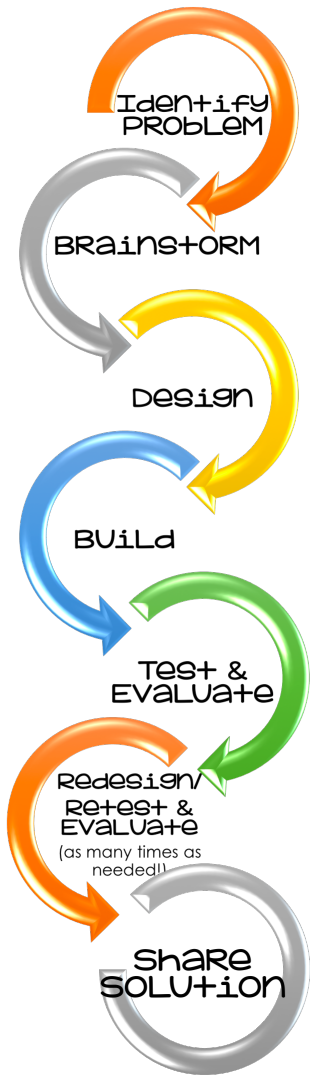 Identify
PROblEM
BRainstORM
Design
BUiLd
Test &
EvaLUate
Redesign/
Retest &
EvaLUate
(as many times as
needed!)
ShaRe
SOLUtion